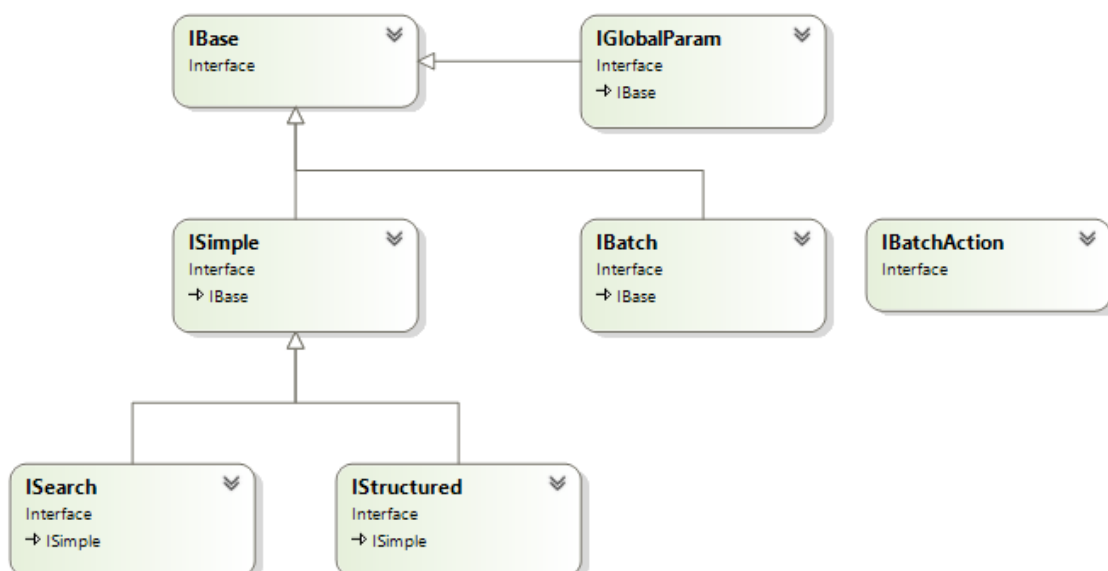 IBase
Interface
IGlobalParam
Interface
IBase
ISimple
Interface
IBase
IBatch
Interface
IBase
IBatchAction
Interface
ISearch
Interface
ISimple
IStructured
Interface
ISimple